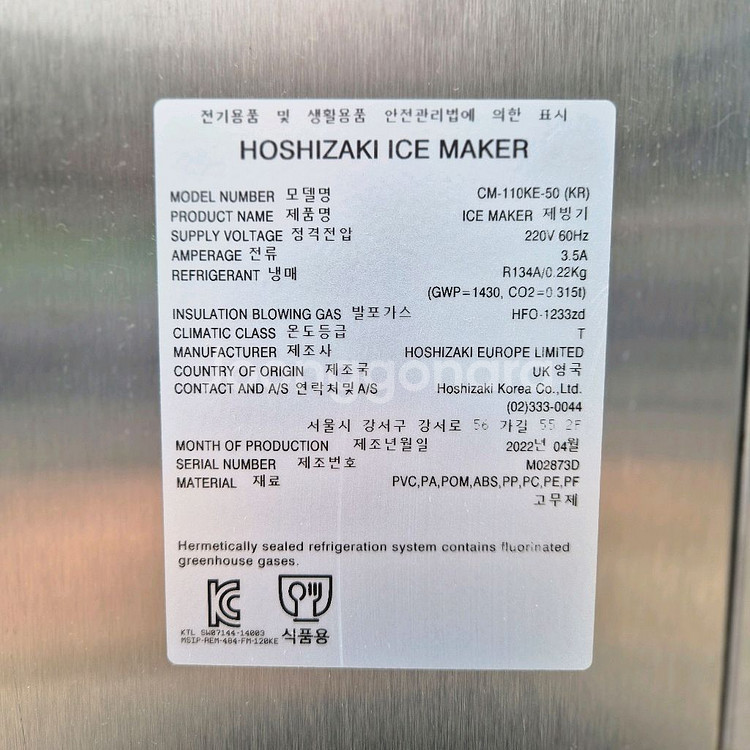 전기용품 및 생활용품 안전관리법에 의한 표시
HOSHIZAKI ICE MAKER
MODEL NUMBER 모델명 CM-110KE-50 (KR)
PRODUCT NAME 제품명 ICE MAKER 제빙기
SUPPLY VOLTAGE 정격전압 220V 60Hz
AMPERAGE 전류 3.5A
REFRIGERANT 냉매 R134A/0.22Kg
(GWP=1430, CO2=0.315t)
INSULATION BLOWING GAS 발포가스 HFO-1233zd
CLIMATIC CLASS 온도등급 T
MANUFACTURER 제조사 HOSHIZAKI EUROPE LIMITED
COUNTRY OF ORIGIN 제조국 UK 영국
CONTACT AND A/S 연락처및A/S Hoshizaki Korea Co.,Ltd.
(02)333-0044
서울시 강서구 강서로 56 가길 55 2F
MONTH OF PRODUCTION 제조년월일 2022년 04월
SERIAL NUMBER 제조번호 M02873D
MATERIAL 재료 PVC,PA,POM,ABS,PP,PC,PE,PF
고무제
Hermetically sealed refrigeration system contains fluorinated
greenhouse gases.
KTL SW07144-14003
MSIP-REM-484-FM-120KE
식품용